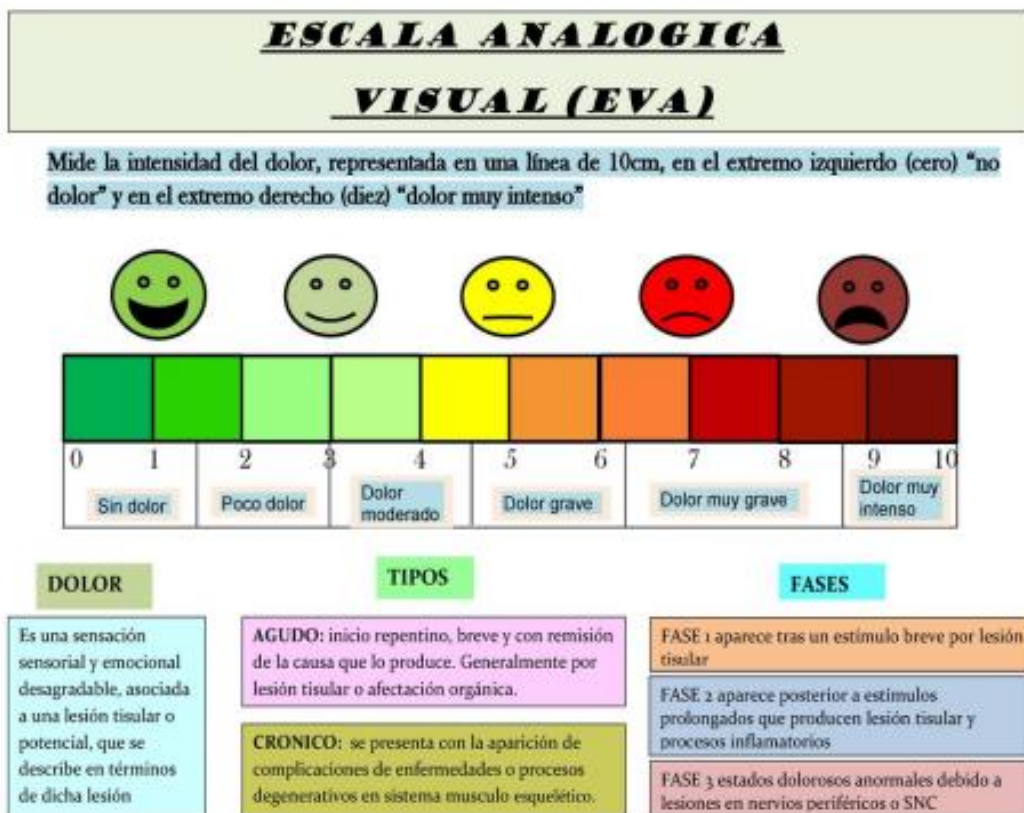 ESCALA ANALOGICA
VISUAL (EVA)
Mide la intensidad del dolor, representada en una línea de 10cm, en el extremo izquierdo (cero) “no
dolor” y en el extremo derecho (diez) “dolor muy intenso”
0 1 2 3 4 5 6 7 8 9 10
Sin dolor
Poco dolor
Dolor
moderado
Dolor grave
Dolor muy grave
Dolor muy
intenso
DOLOR
Es una sensación
sensorial y emocional
desagradable, asociada
a una lesión tisular o
potencial, que se
describe en términos
de dicha lesión
TIPOS
AGUDO: inicio repentino, breve y con remisión
de la causa que lo produce. Generalmente por
lesión tisular o afectación orgánica.
CRONICO: se presenta con la aparición de
complicaciones de enfermedades o procesos
degenerativos en sistema musculo esquelético.
FASES
FASE 1 aparece tras un estímulo breve por lesión
tisular
FASE 2 aparece posterior a estímulos
prolongados que producen lesión tisular y
procesos inflamatorios
FASE 3 estados dolorosos anormales debido a
lesiones en nervios periféricos o SNC